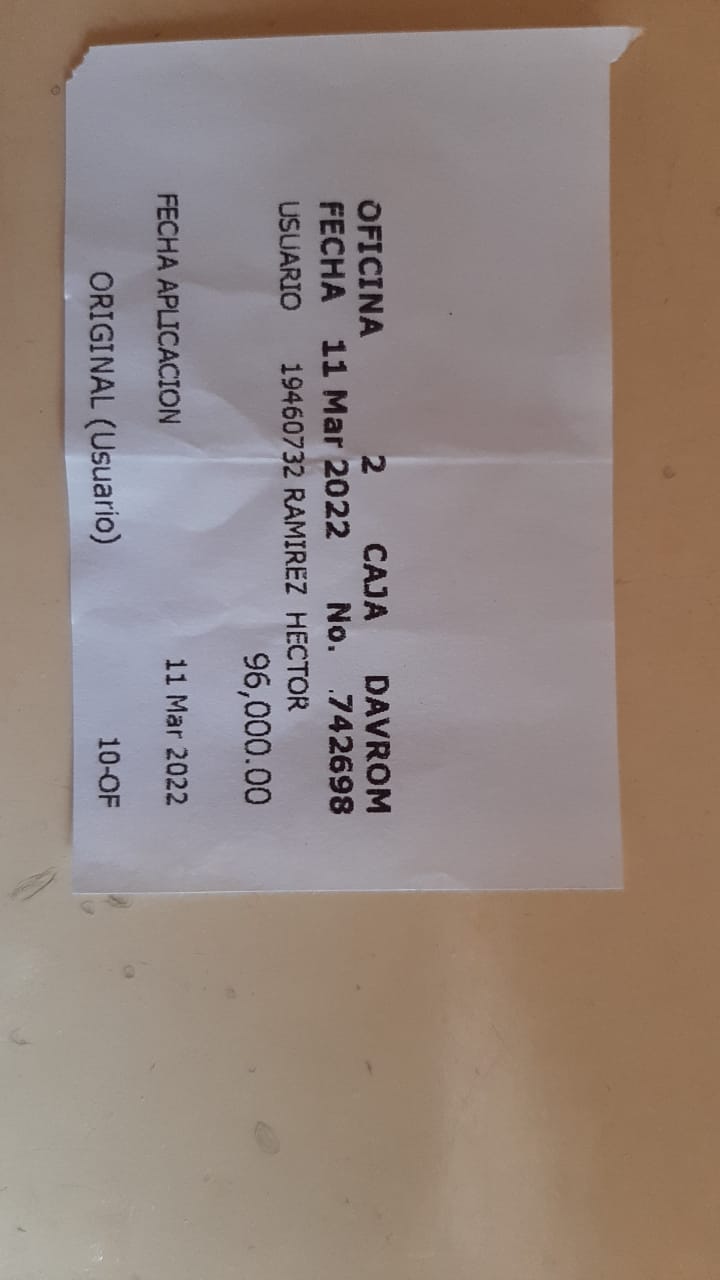 OFICINA 2 CAJA DAVROM
FECHA 11 Mar 2022 No. .742698
USUARIO 19460732 RAMIREZ HECTOR
96,000.00
FECHA APLICACION 11 Mar 2022
ORIGINAL (Usuario) 10-OF